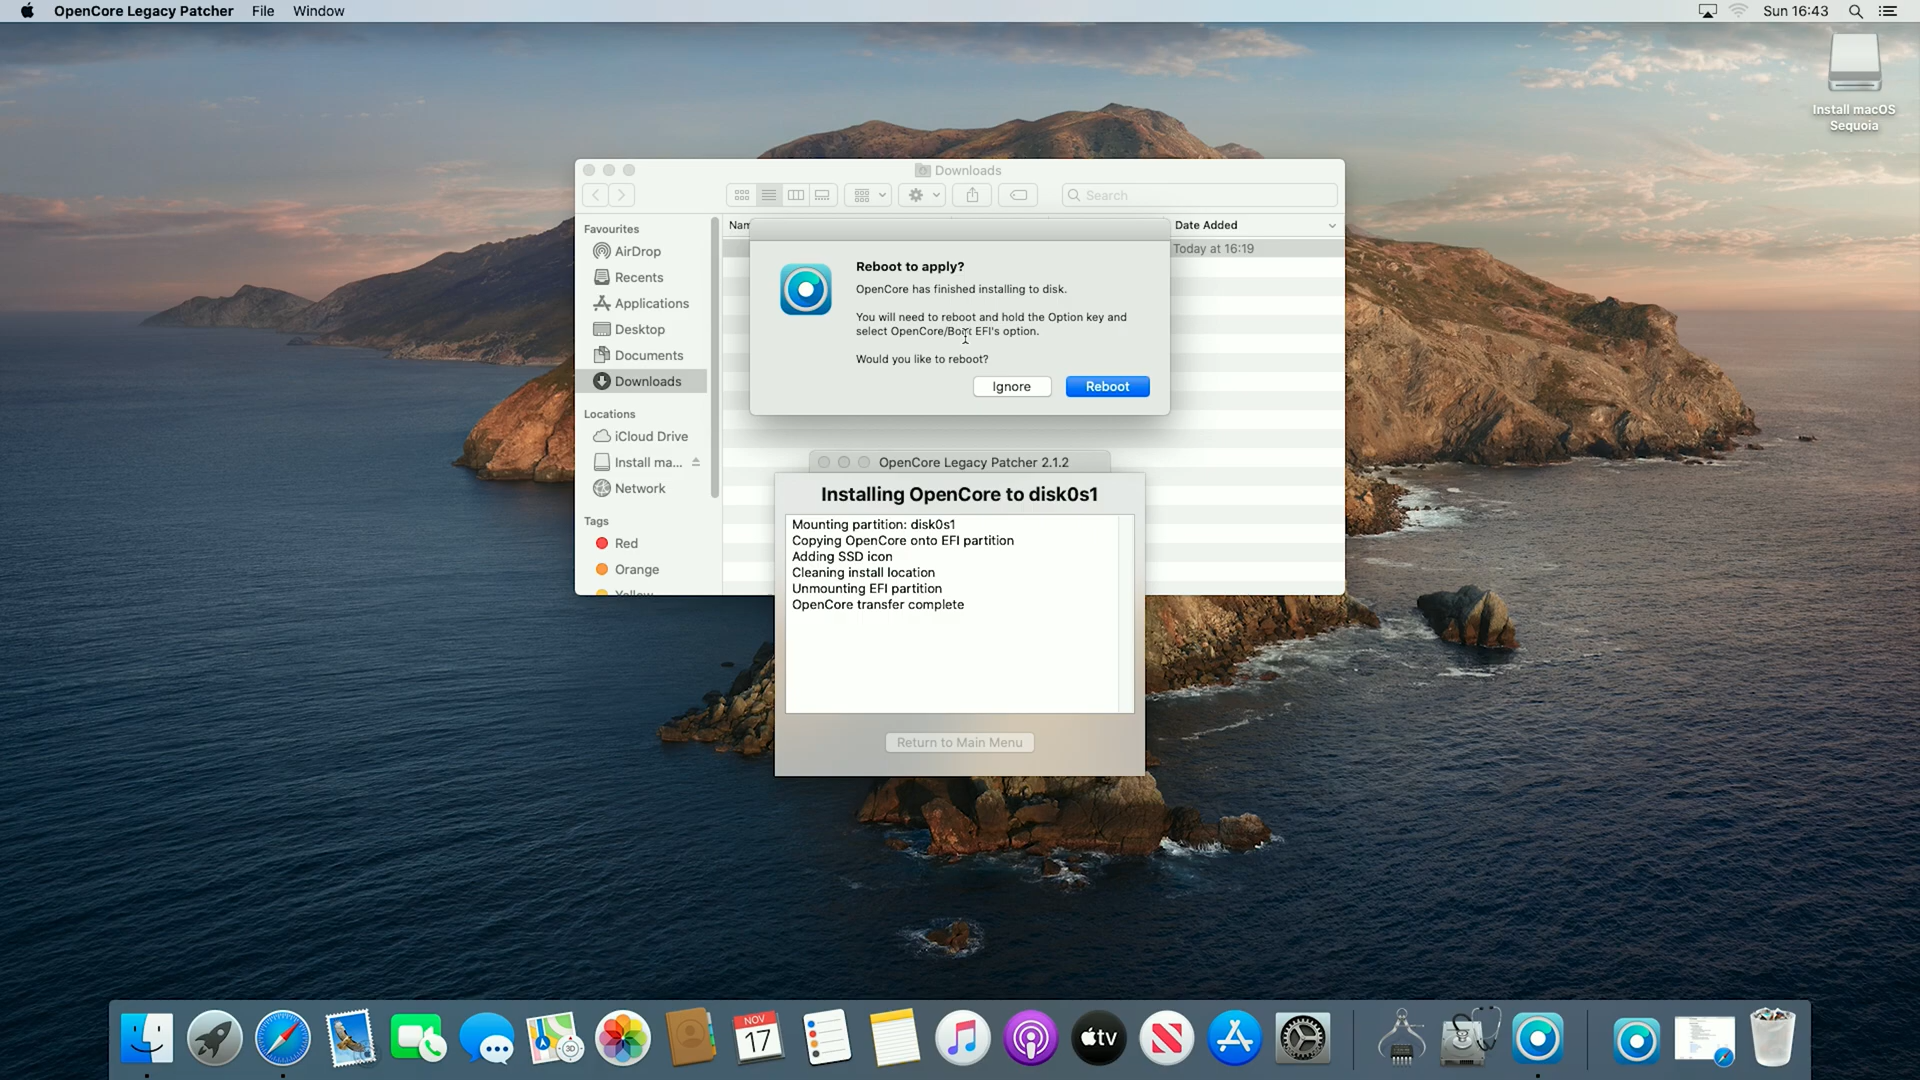 OpenCore Legacy Patcher File Window
Sun 16:43
Install macOS
Sequoia
Downloads
Search
Favourites
AirDrop
Recents
Applications
Desktop
Documents
Downloads
Locations
iCloud Drive
Install ma...
Network
Tags
Red
Orange
Yellow
Nam
Date Added
Today at 16:19
Reboot to apply?
OpenCore has finished installing to disk.
You will need to reboot and hold the Option key and
select OpenCore/Boot EFI's option.
Would you like to reboot?
Ignore
Reboot
OpenCore Legacy Patcher 2.1.2
Installing OpenCore to disk0s1
Mounting partition: disk0s1
Copying OpenCore onto EFI partition
Adding SSD icon
Cleaning install location
Unmounting EFI partition
OpenCore transfer complete
Return to Main Menu
3D
NOV
17
tv